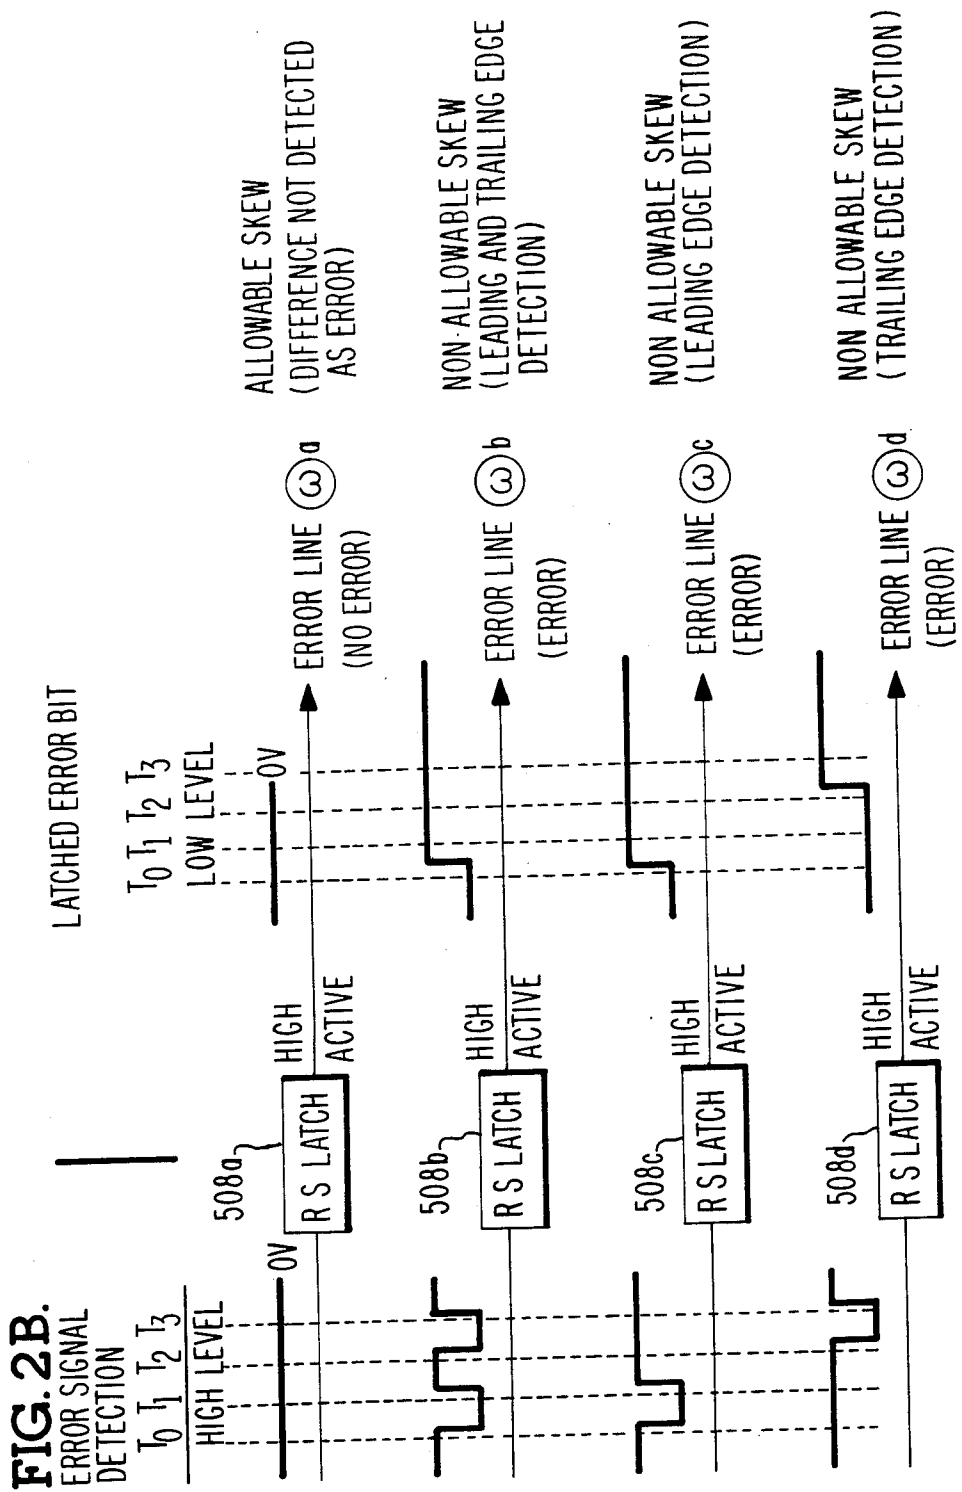 FIG. 2B.
ERROR SIGNAL
DETECTION
T0 T1 T2 T3
HIGH LEVEL
0V
508a
RS LATCH
HIGH
ACTIVE
LATCHED ERROR BIT
T0 T1 T2 T3
LOW LEVEL
0V
ERROR LINE ω a
(NO ERROR)
ALLOWABLE SKEW
(DIFFERENCE NOT DETECTED
AS ERROR)
508b
RS LATCH
HIGH
ACTIVE
ERROR LINE ω b
(ERROR)
NON-ALLOWABLE SKEW
(LEADING AND TRAILING EDGE
DETECTION)
508c
RS LATCH
HIGH
ACTIVE
ERROR LINE ω c
(ERROR)
NON ALLOWABLE SKEW
(LEADING EDGE DETECTION)
508d
RS LATCH
HIGH
ACTIVE
ERROR LINE ω d
(ERROR)
NON ALLOWABLE SKEW
(TRAILING EDGE DETECTION)